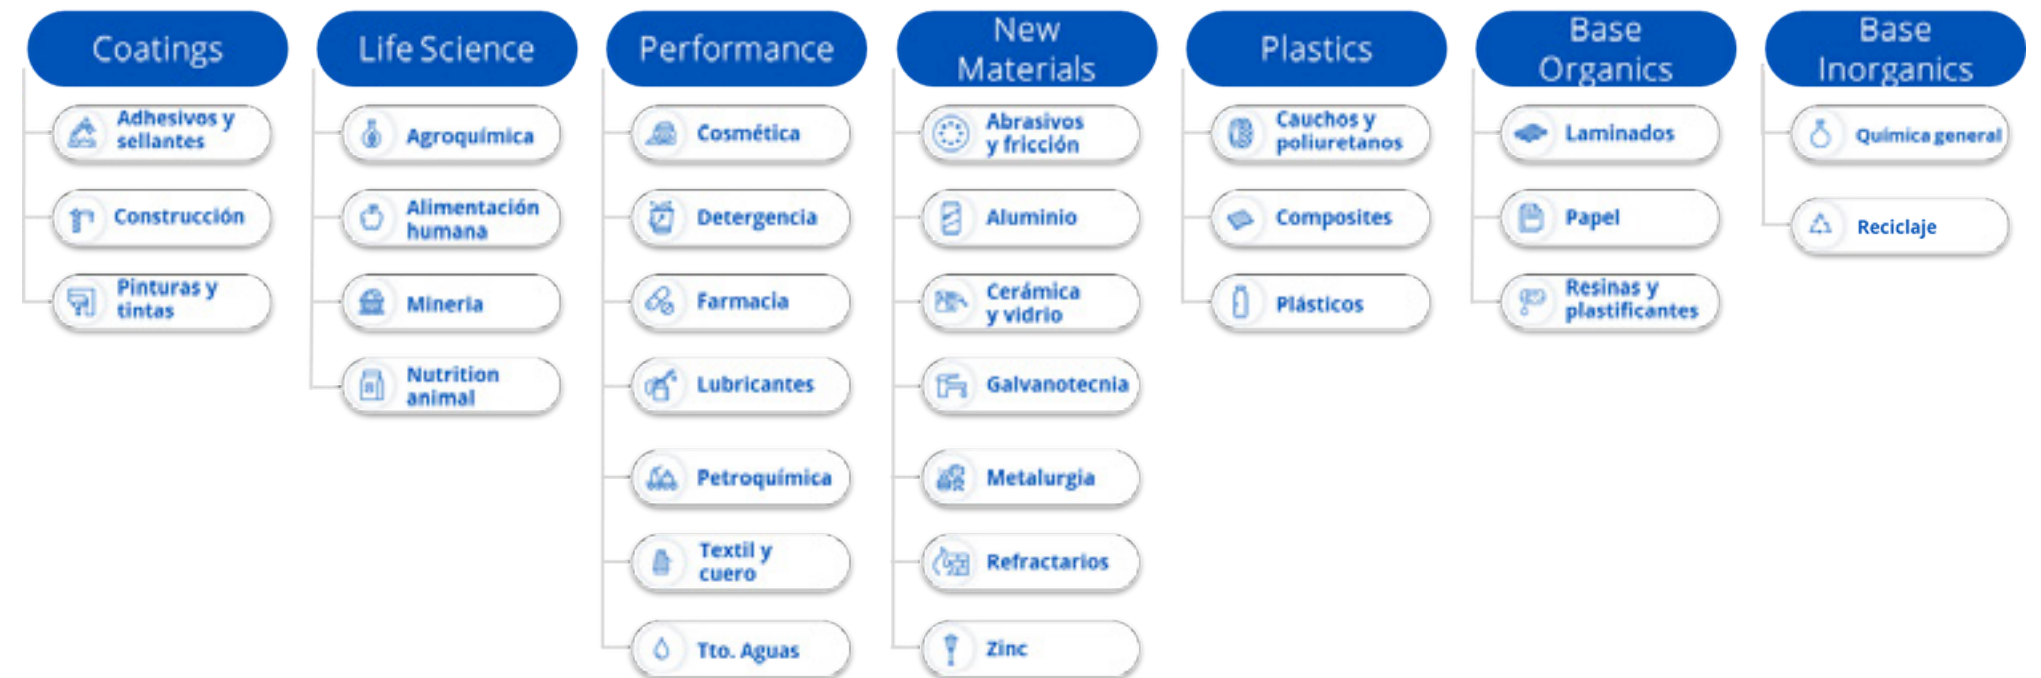 Coatings
Adhesivos y
sellantes
Construcción
Pinturas y
tintas
Life Science
Agroquímica
Alimentación
humana
Mineria
Nutrition
animal
Performance
Cosmética
Detergencia
Farmacia
Lubricantes
Petroquímica
Textil y
cuero
Tto. Aguas
New
Materials
Abrasivos
y fricción
Aluminio
Cerámica
y vidrio
Galvanotecnia
Metalurgia
Refractarios
Zinc
Plastics
Cauchos y
poliuretanos
Composites
Plásticos
Base
Organics
Laminados
Papel
Resinas y
plastificantes
Base
Inorganics
Química general
Reciclaje